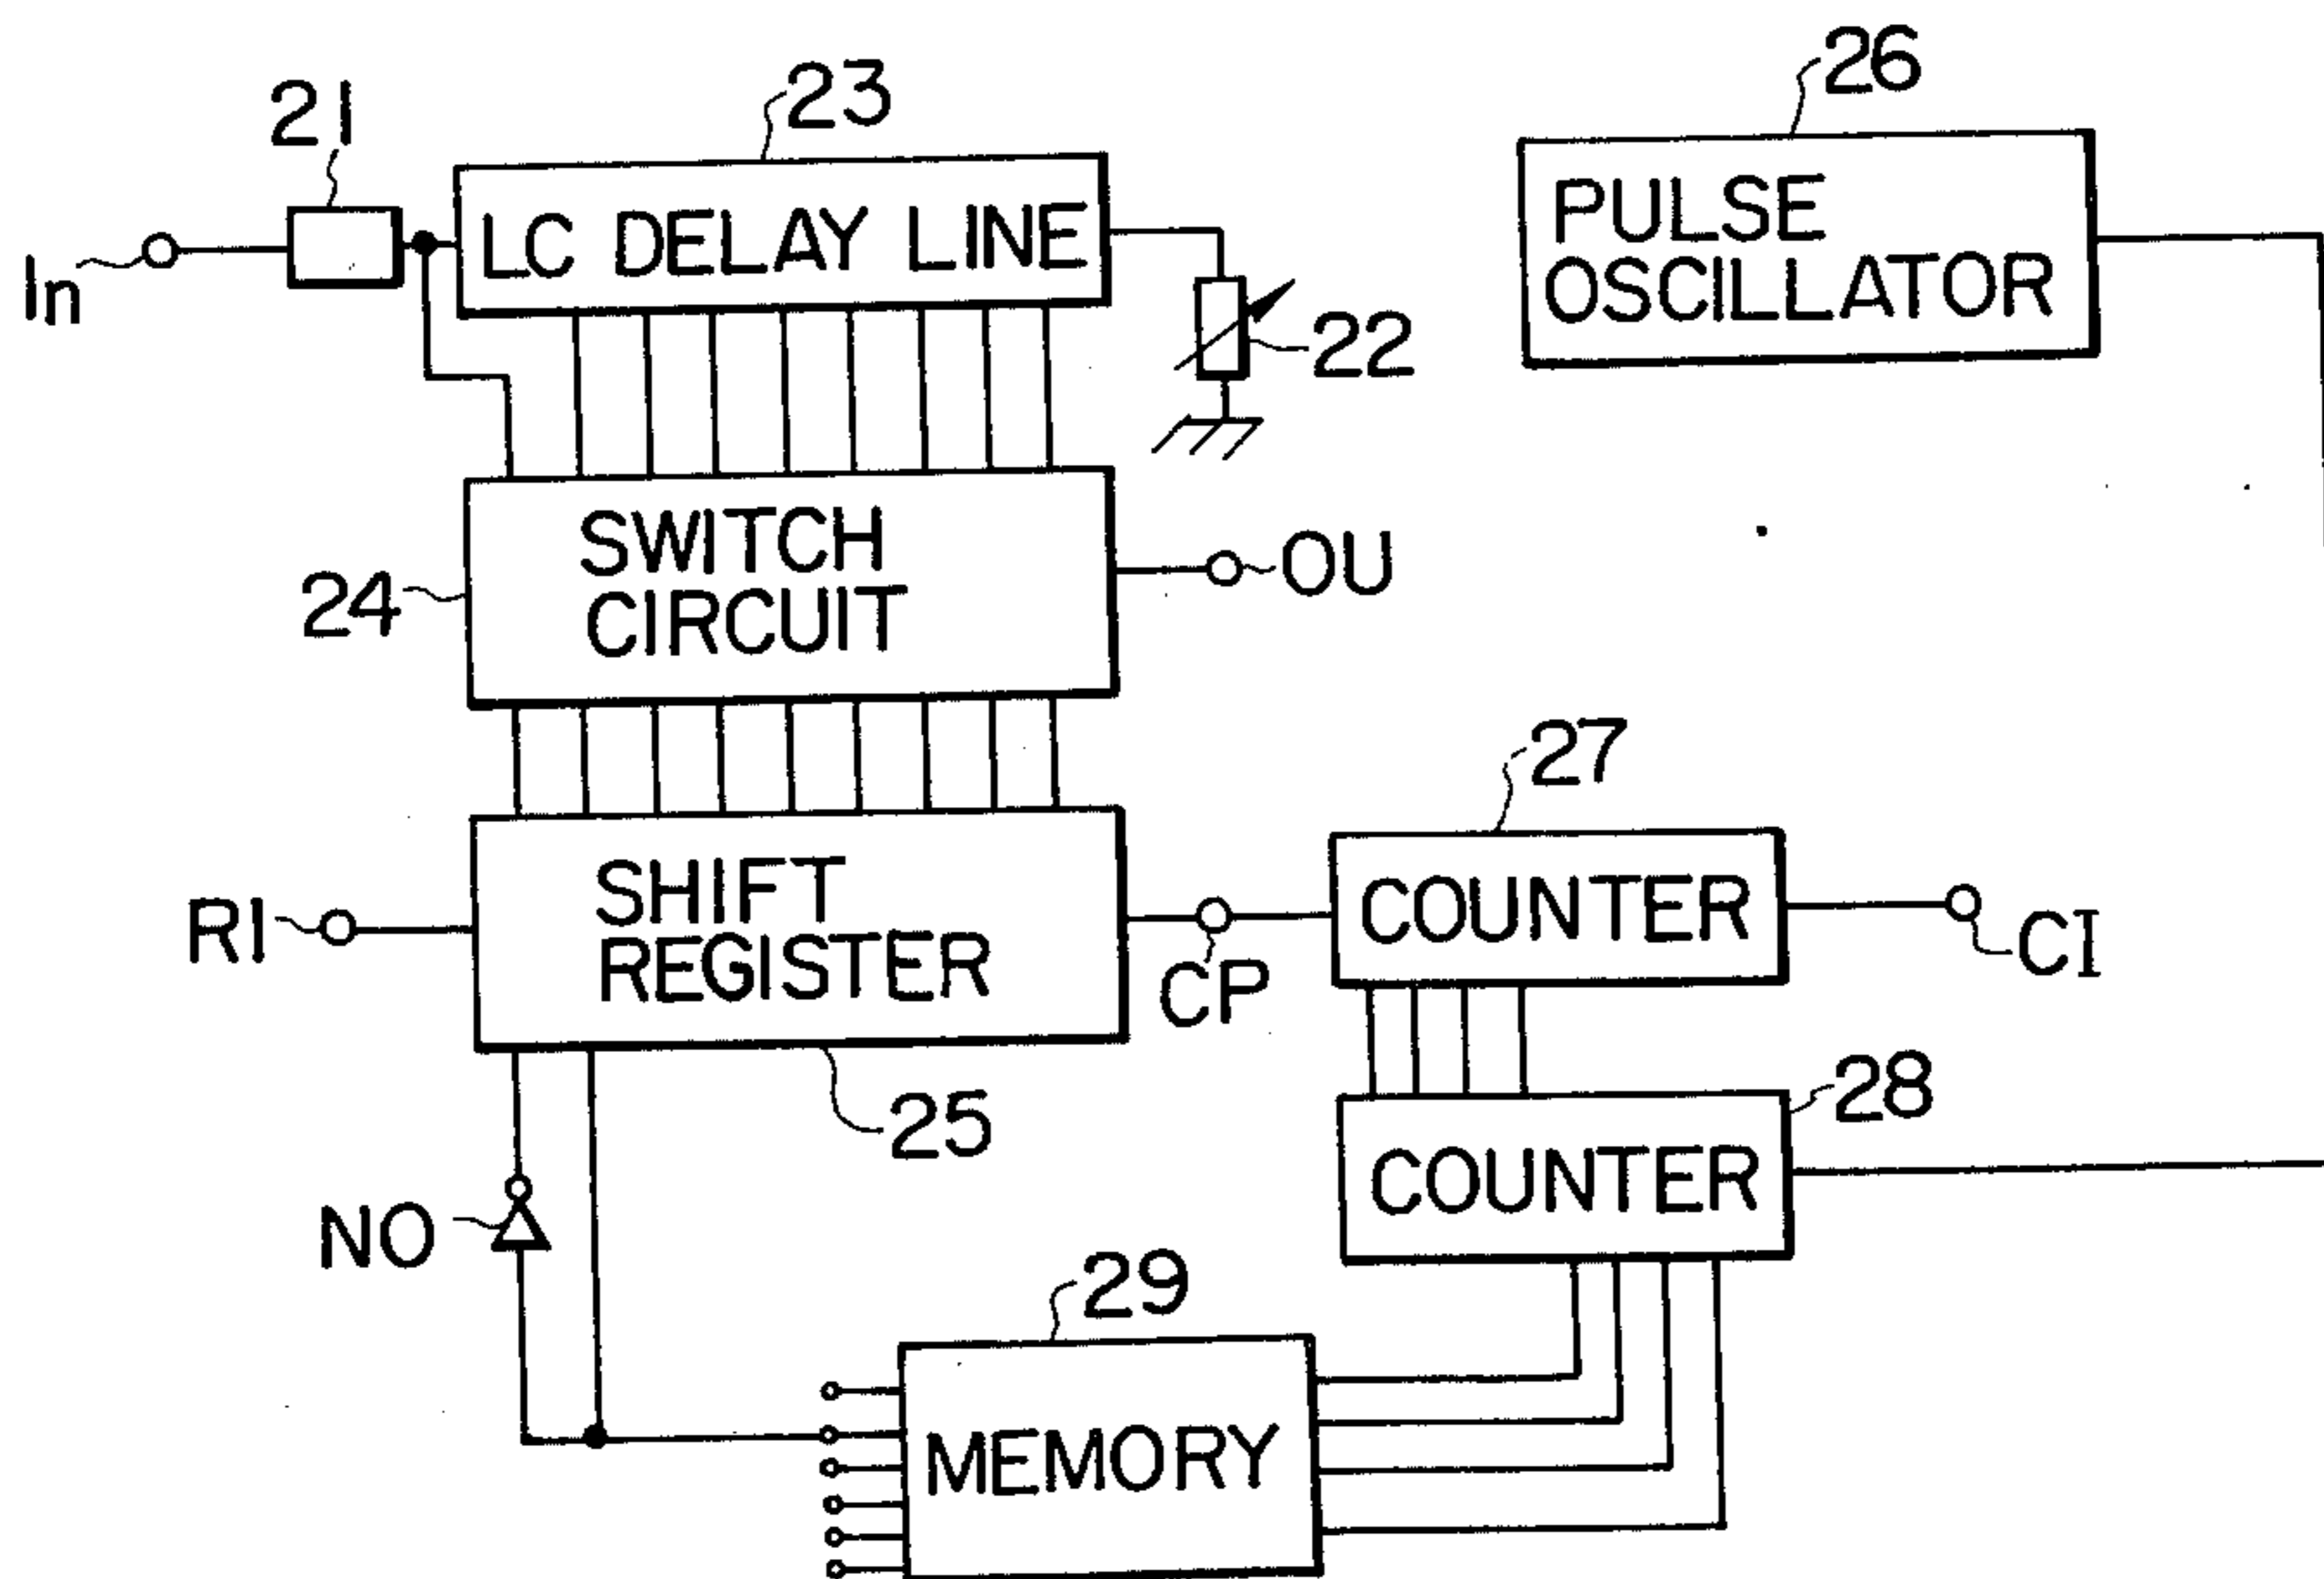 21
23
26
In
LC DELAY LINE
PULSE
OSCILLATOR
22
SWITCH
CIRCUIT
24
OU
27
RI
SHIFT
REGISTER
CP
COUNTER
CI
25
28
COUNTER
NO
29
MEMORY